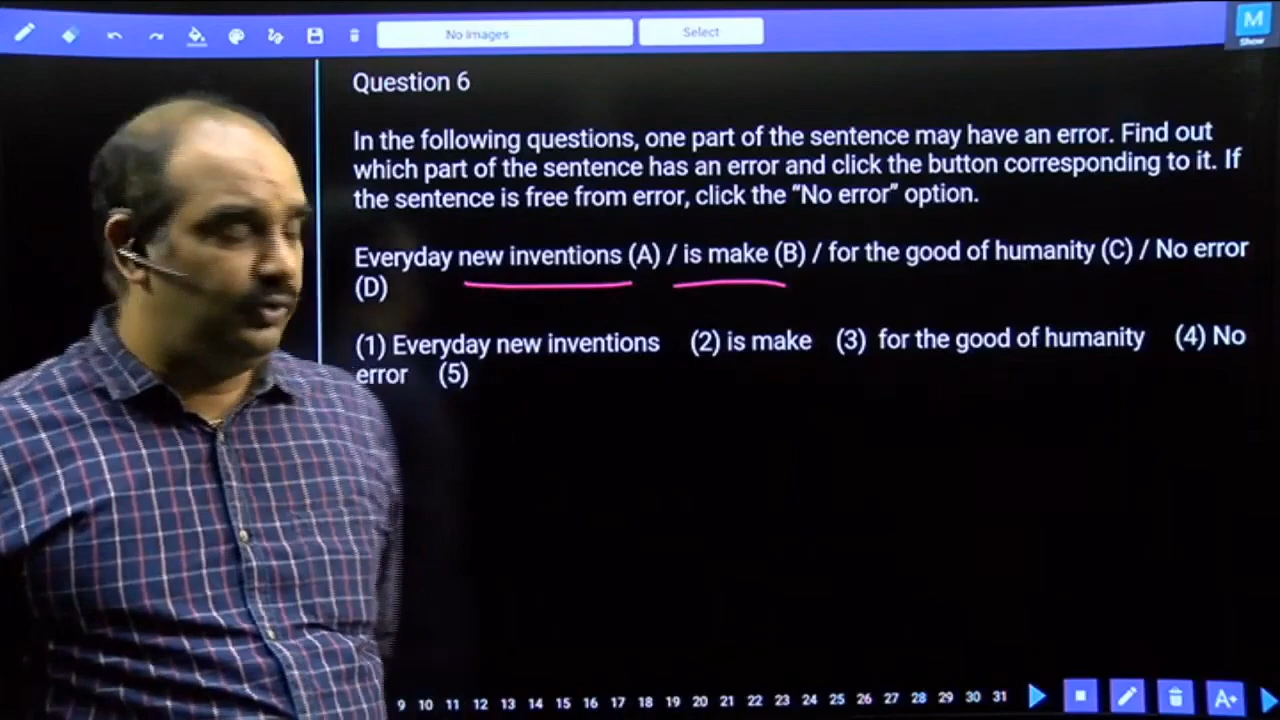 No images
Select
M
Show
Question 6
In the following questions, one part of the sentence may have an error. Find out
which part of the sentence has an error and click the button corresponding to it. If
the sentence is free from error, click the “No error” option.
Everyday new inventions (A) / is make (B) / for the good of humanity (C) / No error
(D)
(1) Everyday new inventions (2) is make (3) for the good of humanity (4) No
error (5)
9 10 11 12 13 14 15 16 17 18 19 20 21 22 23 24 25 26 27 28 29 30 31
A+